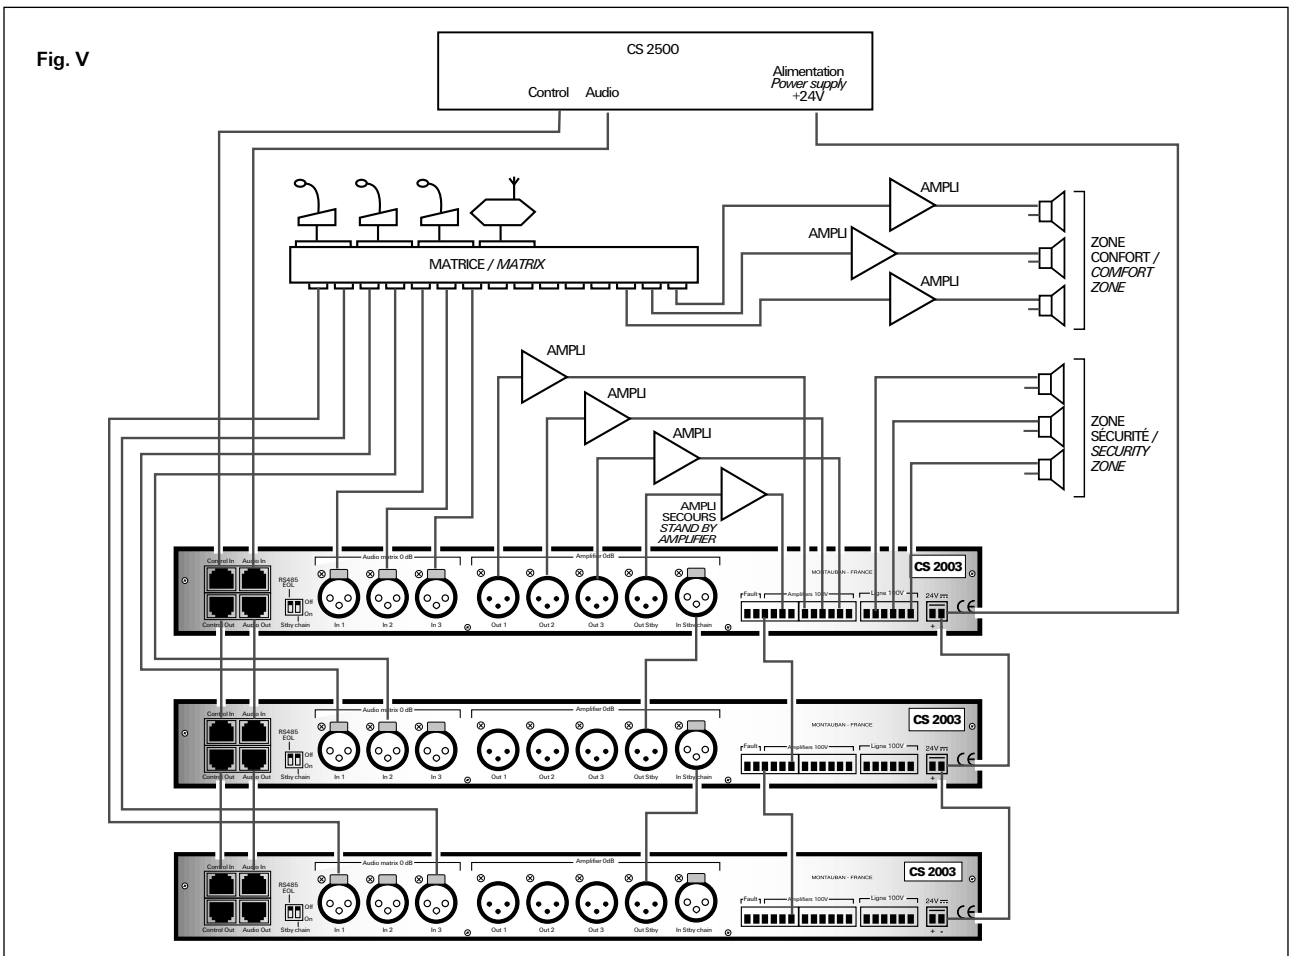 Fig. V
CS 2500
Control Audio
Alimentation
Power supply
+24V
MATRICE / MATRIX
AMPLI
AMPLI
AMPLI
ZONE
CONFORT /
COMFORT
ZONE
AMPLI
AMPLI
AMPLI
AMPLI
SECOURS
STAND BY
AMPLIFIER
ZONE
SÉCURITÉ /
SECURITY
ZONE
Control In Audio In
Control Out Audio Out
RS485
EOL
Off
On
Stby chain
Audio matrix 0 dB
In 1 In 2 In 3
Amplifier 0dB
Out 1 Out 2 Out 3 Out Stby In Stby chain
MONTAUBAN - FRANCE
CS 2003
Fault Amplifiers 100V Ligne 100V 24V
+
CE
Control In Audio In
Control Out Audio Out
RS485
EOL
Off
On
Stby chain
Audio matrix 0 dB
In 1 In 2 In 3
Amplifier 0dB
Out 1 Out 2 Out 3 Out Stby In Stby chain
MONTAUBAN - FRANCE
CS 2003
Fault Amplifiers 100V Ligne 100V 24V
+
CE
Control In Audio In
Control Out Audio Out
RS485
EOL
Off
On
Stby chain
Audio matrix 0 dB
In 1 In 2 In 3
Amplifier 0dB
Out 1 Out 2 Out 3 Out Stby In Stby chain
MONTAUBAN - FRANCE
CS 2003
Fault Amplifiers 100V Ligne 100V 24V
+ -
CE